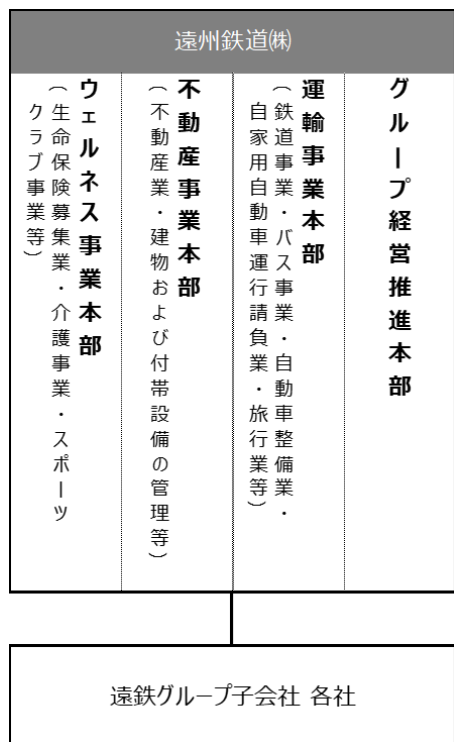 遠州鉄道㈱
グループ経営推進本部
運輸事業本部
（鉄道事業・バス事業・自動車整備業・
自家用自動車運行請負業・旅行業等）
不動産事業本部
（不動産業・建物および付帯設備の管理等）
ウェルネス事業本部
（生命保険募集業・介護事業・スポーツ
クラブ事業等）
遠鉄グループ子会社 各社